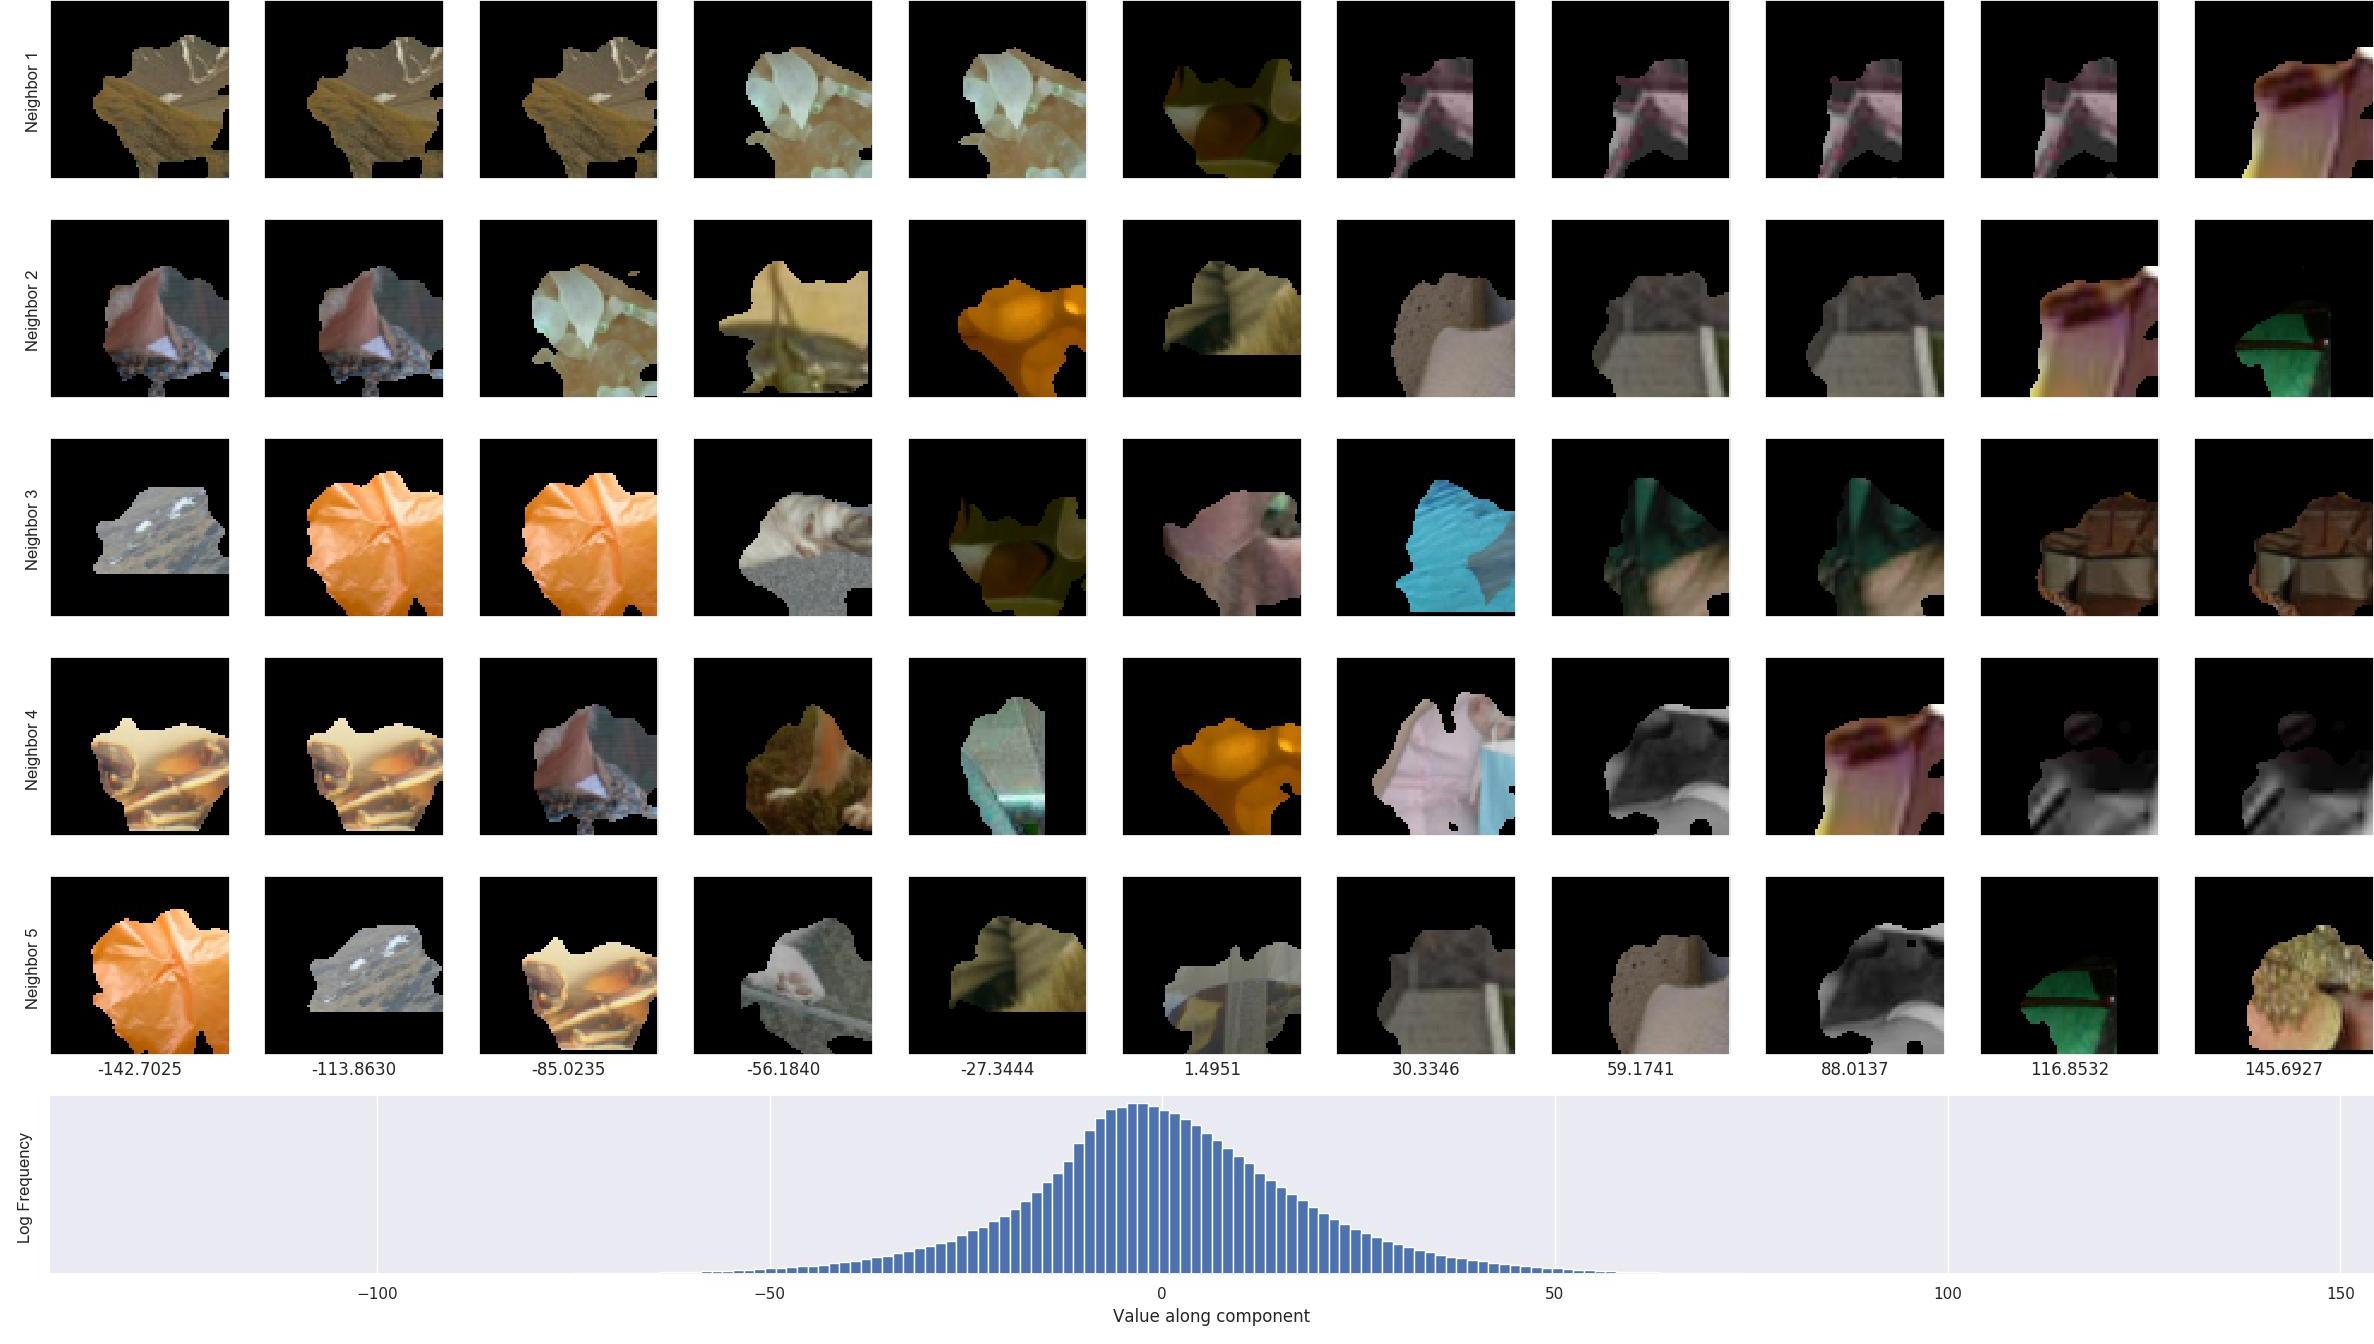 Neighbor 1
Neighbor 2
Neighbor 3
Neighbor 4
Neighbor 5
-142.7025 -113.8630 -85.0235 -56.1840 -27.3444 1.4951 30.3346 59.1741 88.0137 116.8532 145.6927
Log Frequency
−100 −50 0 50 100 150
Value along component